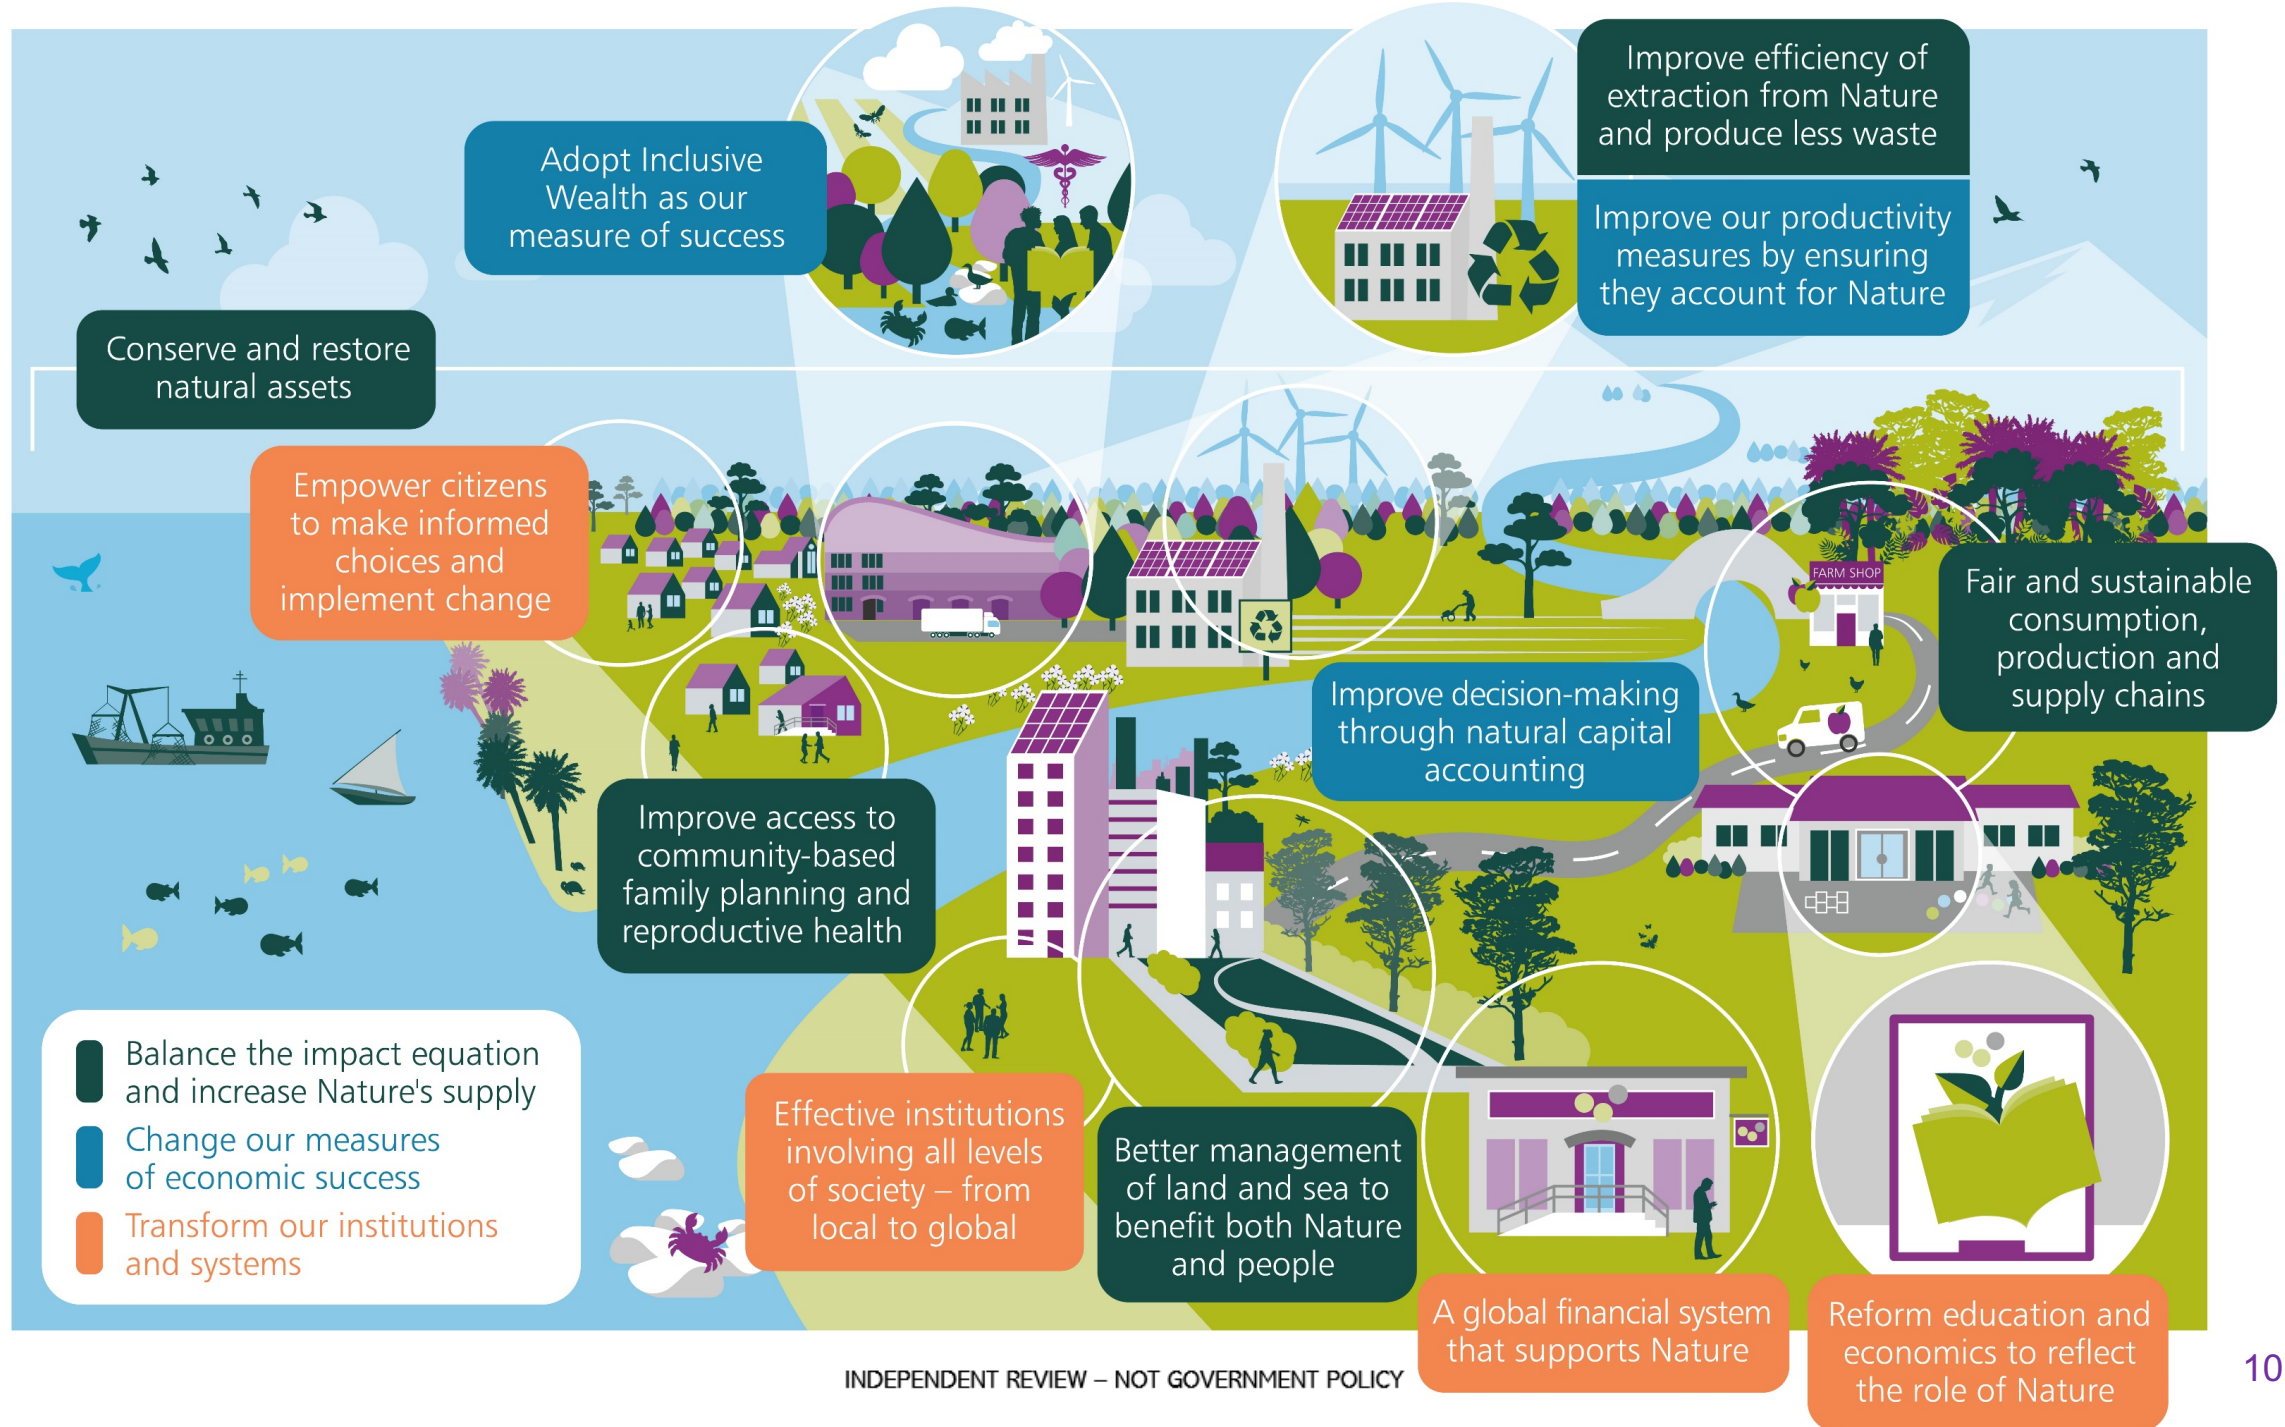 Improve efficiency of
extraction from Nature
and produce less waste
Adopt Inclusive
Wealth as our
measure of success
Improve our productivity
measures by ensuring
they account for Nature
Conserve and restore
natural assets
Empower citizens
to make informed
choices and
implement change
FARM SHOP
Fair and sustainable
consumption,
production and
supply chains
Improve decision-making
through natural capital
accounting
Improve access to
community-based
family planning and
reproductive health
Balance the impact equation
and increase Nature's supply
Change our measures
of economic success
Transform our institutions
and systems
Effective institutions
involving all levels
of society – from
local to global
Better management
of land and sea to
benefit both Nature
and people
A global financial system
that supports Nature
Reform education and
economics to reflect
the role of Nature
INDEPENDENT REVIEW – NOT GOVERNMENT POLICY
10